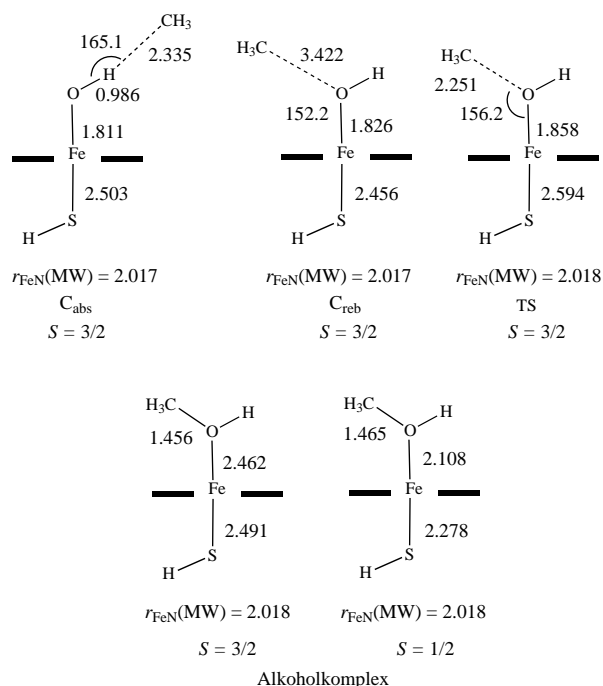 CH3
165.1
2.335
H
O
0.986
1.811
Fe
2.503
S
H
rFeN(MW) = 2.017
Cabs
S = 3/2
H3C
3.422
H
O
152.2
1.826
Fe
2.456
S
H
rFeN(MW) = 2.017
Creb
S = 3/2
H3C
H
2.251
O
156.2
1.858
Fe
2.594
S
H
rFeN(MW) = 2.018
TS
S = 3/2
H3C
H
1.456
O
2.462
Fe
2.491
S
H
rFeN(MW) = 2.018
S = 3/2
H3C
H
1.465
O
2.108
Fe
2.278
S
H
rFeN(MW) = 2.018
S = 1/2
Alkoholkomplex